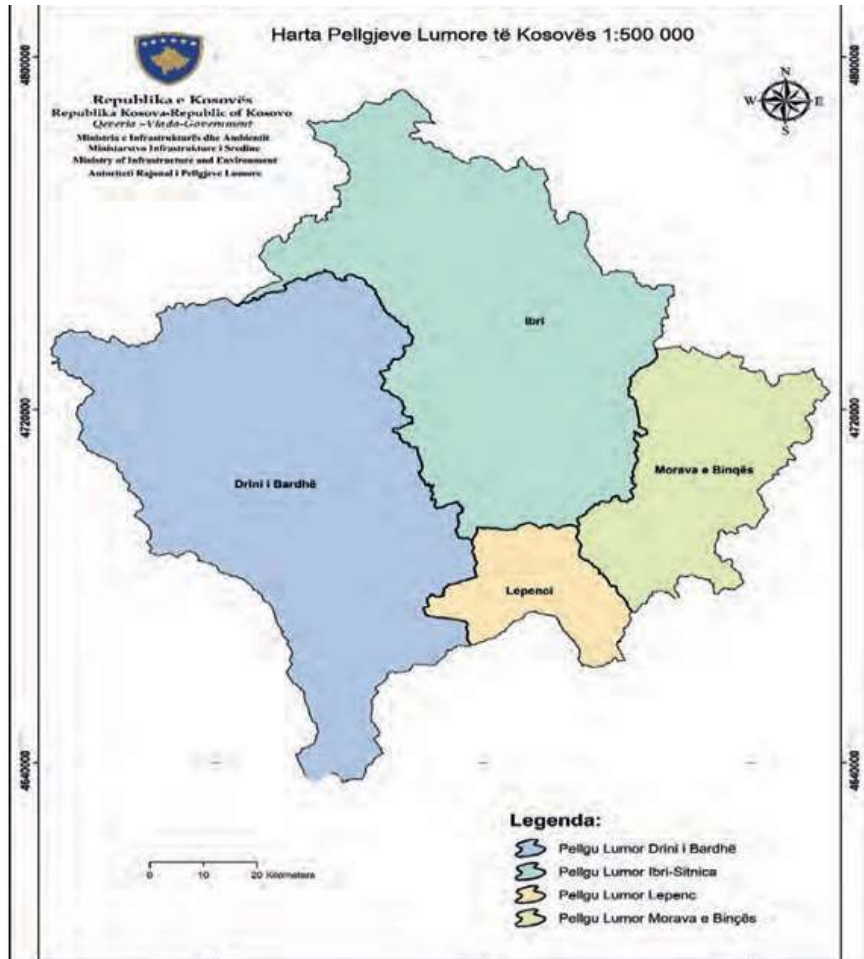 Harta Pellgjeve Lumore të Kosovës 1:500 000
Republika e Kosovës
Republika Kosova-Republic of Kosovo
Qeveria -Vlada-Government
Ministria e Infrastrukturës dhe Ambientit
Ministarstvo Infrastrukture i Sredine
Ministry of Infrastructure and Environment
Autoriteti Rajonal i Pellgjeve Lumore
N
W
E
S
4800000
4800000
4720000
4720000
4640000
4640000
Ibri
Drini i Bardhë
Morava e Binqës
Lepenci
0 10 20 Kilometers
Legenda:
Pellgu Lumor Drini i Bardhë
Pellgu Lumor Ibri-Sitnica
Pellgu Lumor Lepenc
Pellgu Lumor Morava e Binçës